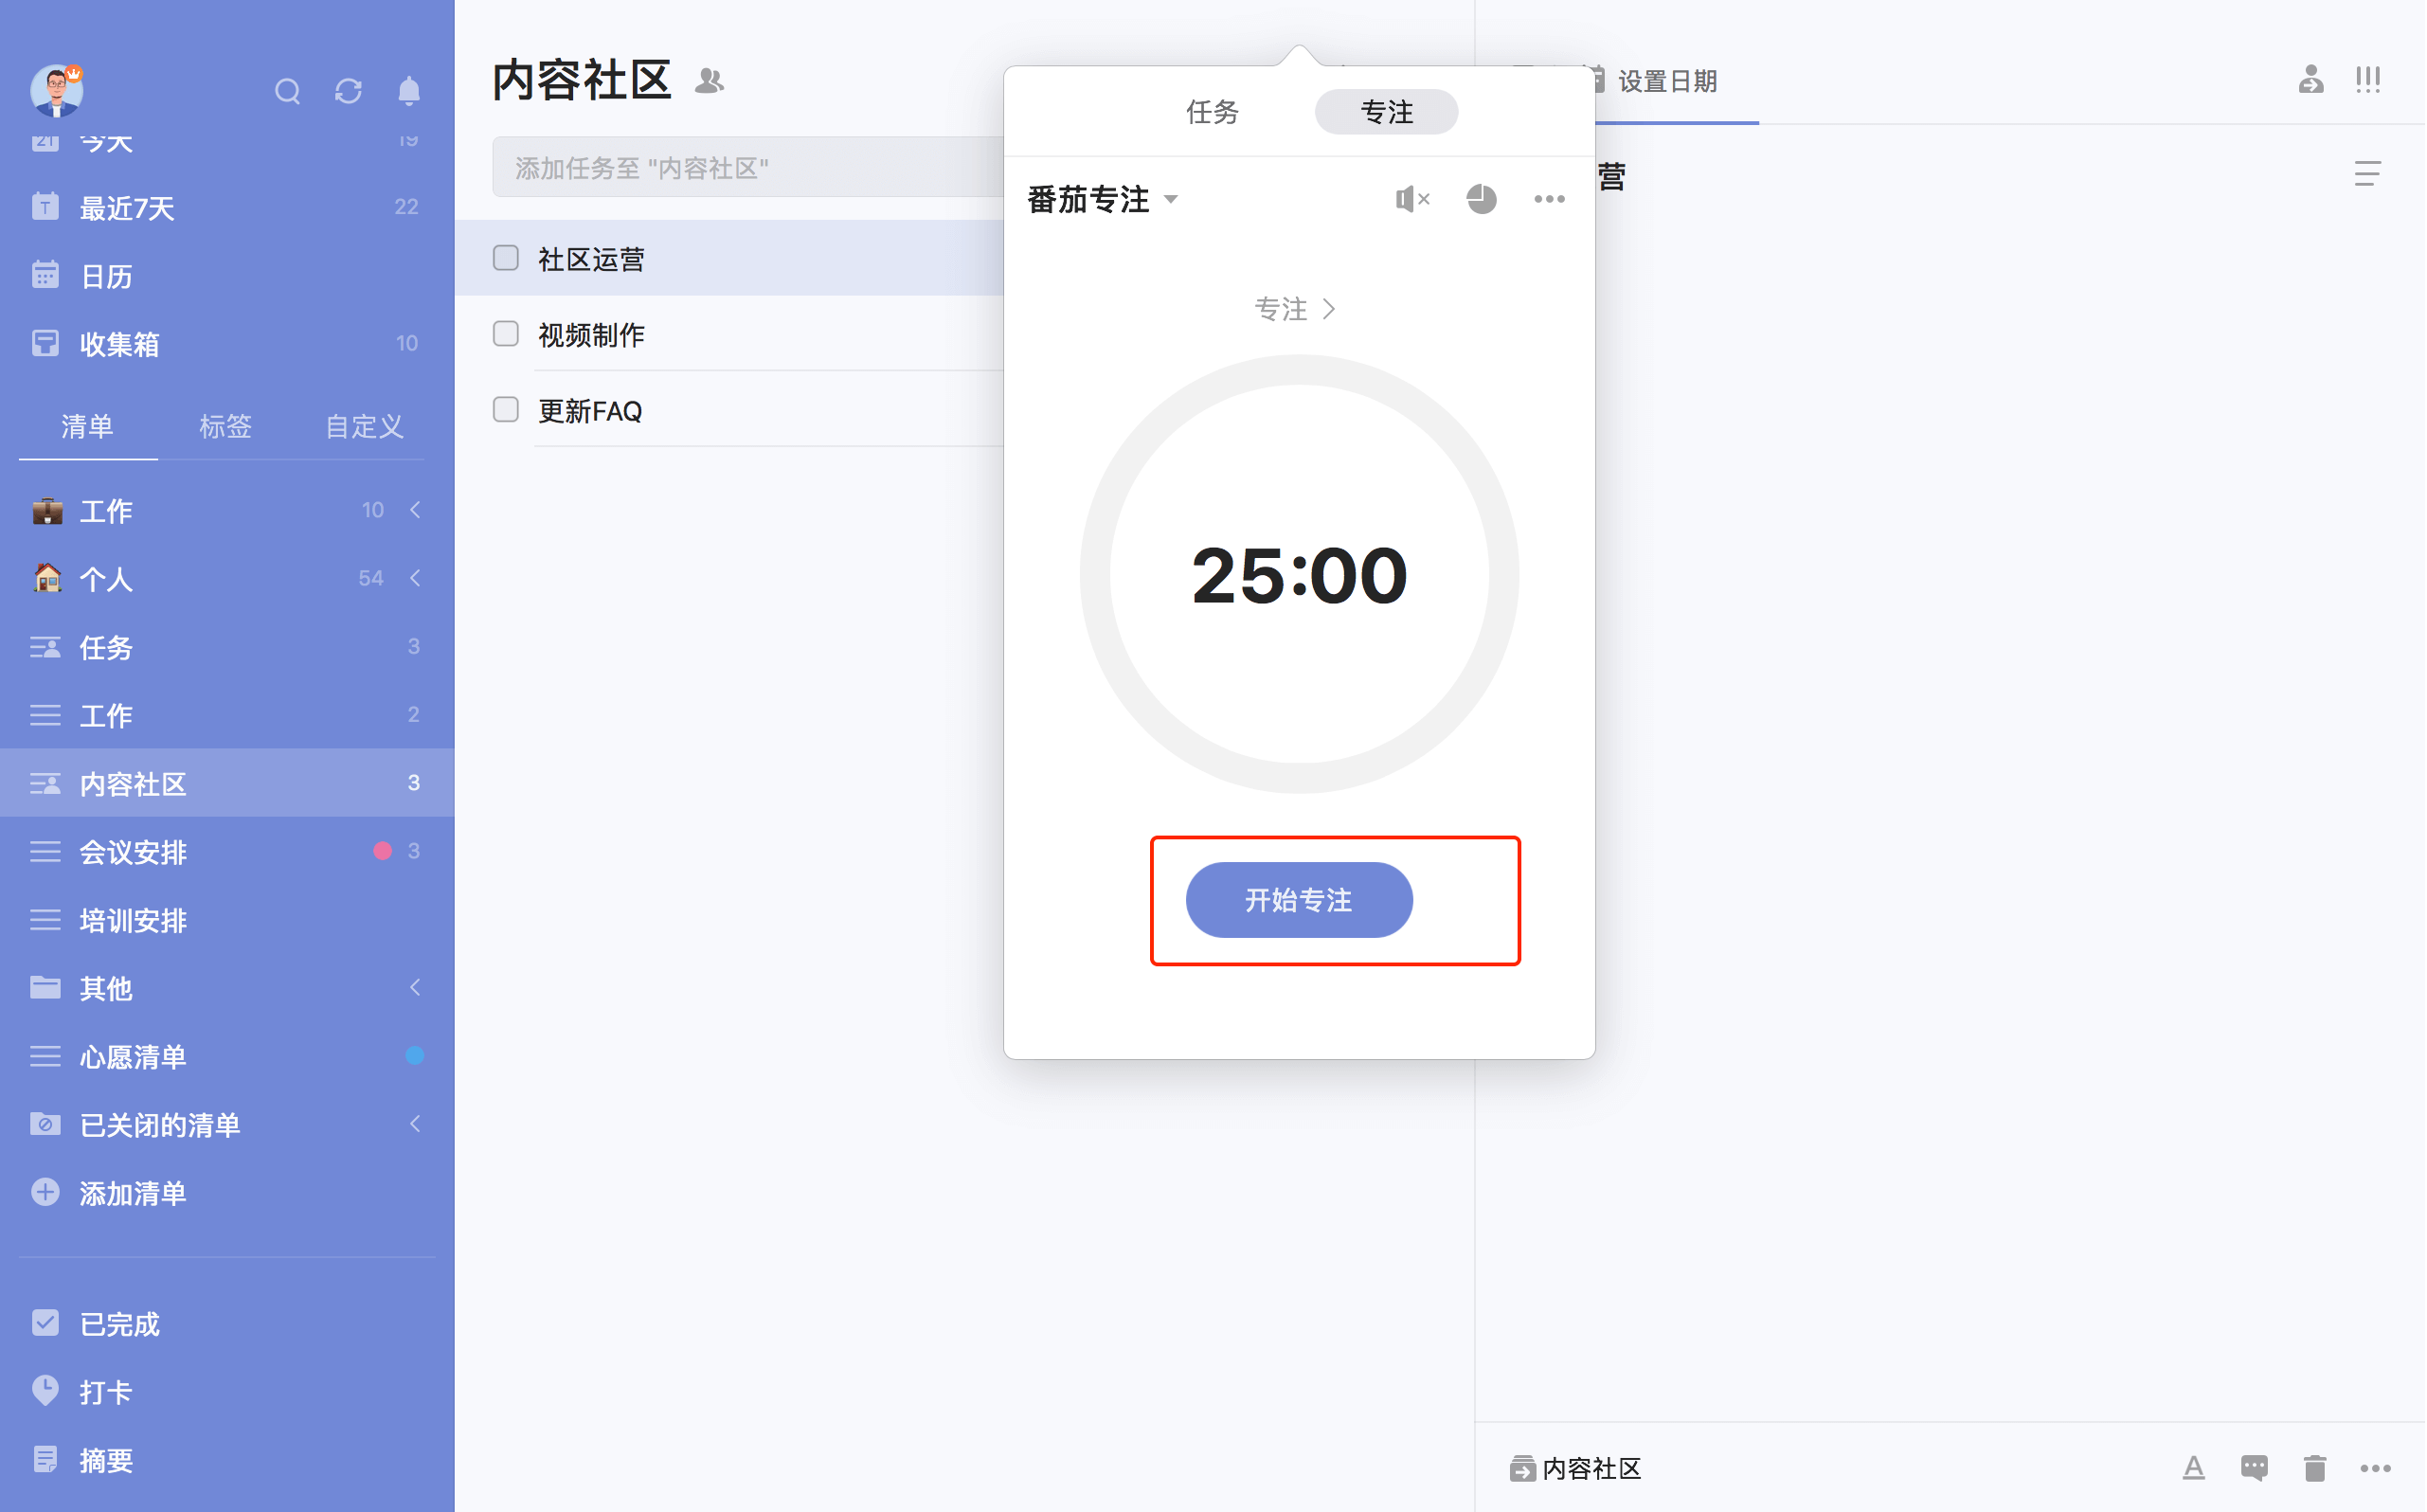 今天 19
最近7天 22
日历
收集箱 10
清单 标签 自定义
工作 10
个人 54
任务 3
工作 2
内容社区 3
会议安排 3
培训安排
其他
心愿清单
已关闭的清单
添加清单
已完成
打卡
摘要
内容社区
添加任务至 "内容社区"
社区运营
视频制作
更新FAQ
任务 专注
番茄专注
专注
25:00
开始专注
设置日期
营
内容社区